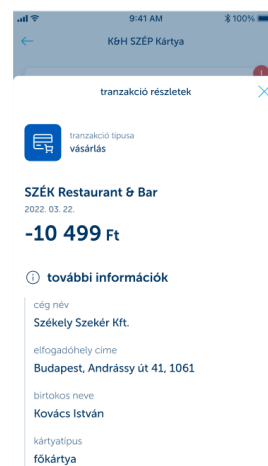 9:41 AM
100%
K&H SZÉP Kártya
tranzakció részletek
tranzakció típusa
vásárlás
SZÉK Restaurant & Bar
2022. 03. 22.
-10 499 Ft
további információk
cég név
Székely Szekér Kft.
elfogadóhely címe
Budapest, Andrássy út 41, 1061
birtokos neve
Kovács István
kártyatípus
főkártya